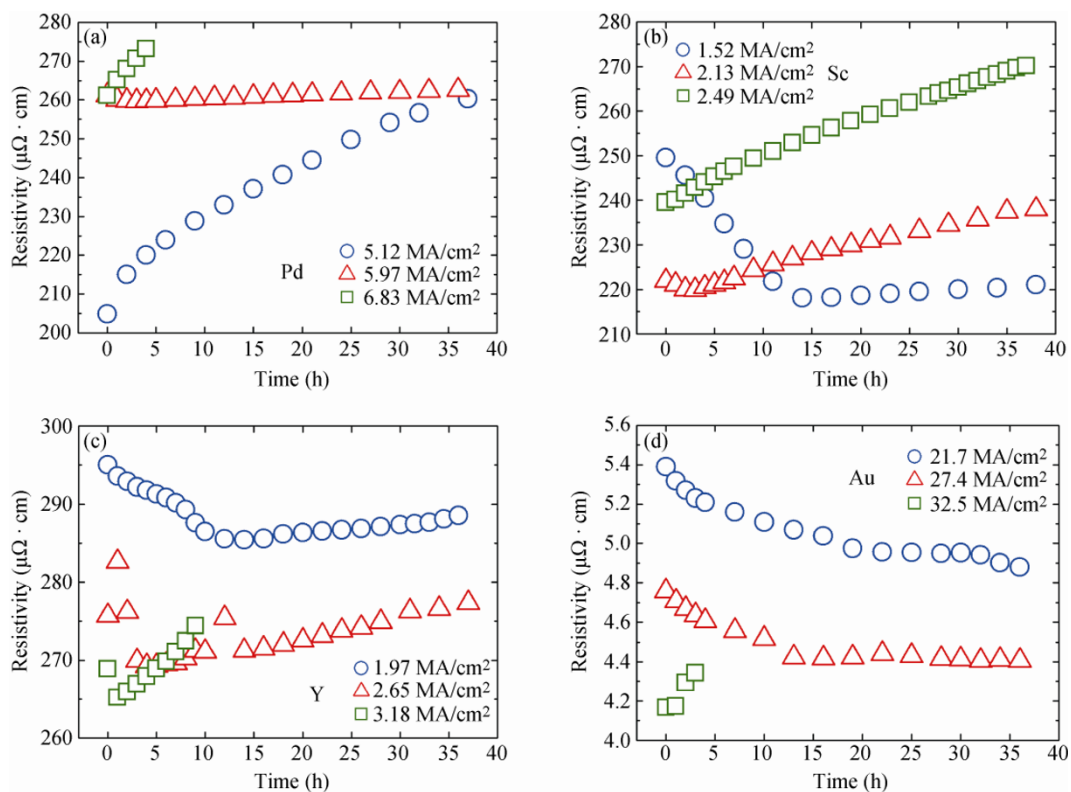 (a)
280
270
260
250
240
230
220
210
200
Resistivity (μΩ · cm)
Pd
5.12 MA/cm²
5.97 MA/cm²
6.83 MA/cm²
0 5 10 15 20 25 30 35 40
Time (h)
(b)
280
270
260
250
240
230
220
210
Resistivity (μΩ · cm)
1.52 MA/cm²
2.13 MA/cm²
2.49 MA/cm²
Sc
0 5 10 15 20 25 30 35 40
Time (h)
(c)
300
290
280
270
260
Resistivity (μΩ · cm)
Y
1.97 MA/cm²
2.65 MA/cm²
3.18 MA/cm²
0 5 10 15 20 25 30 35 40
Time (h)
(d)
5.6
5.4
5.2
5.0
4.8
4.6
4.4
4.2
4.0
Resistivity (μΩ · cm)
Au
21.7 MA/cm²
27.4 MA/cm²
32.5 MA/cm²
0 5 10 15 20 25 30 35 40
Time (h)